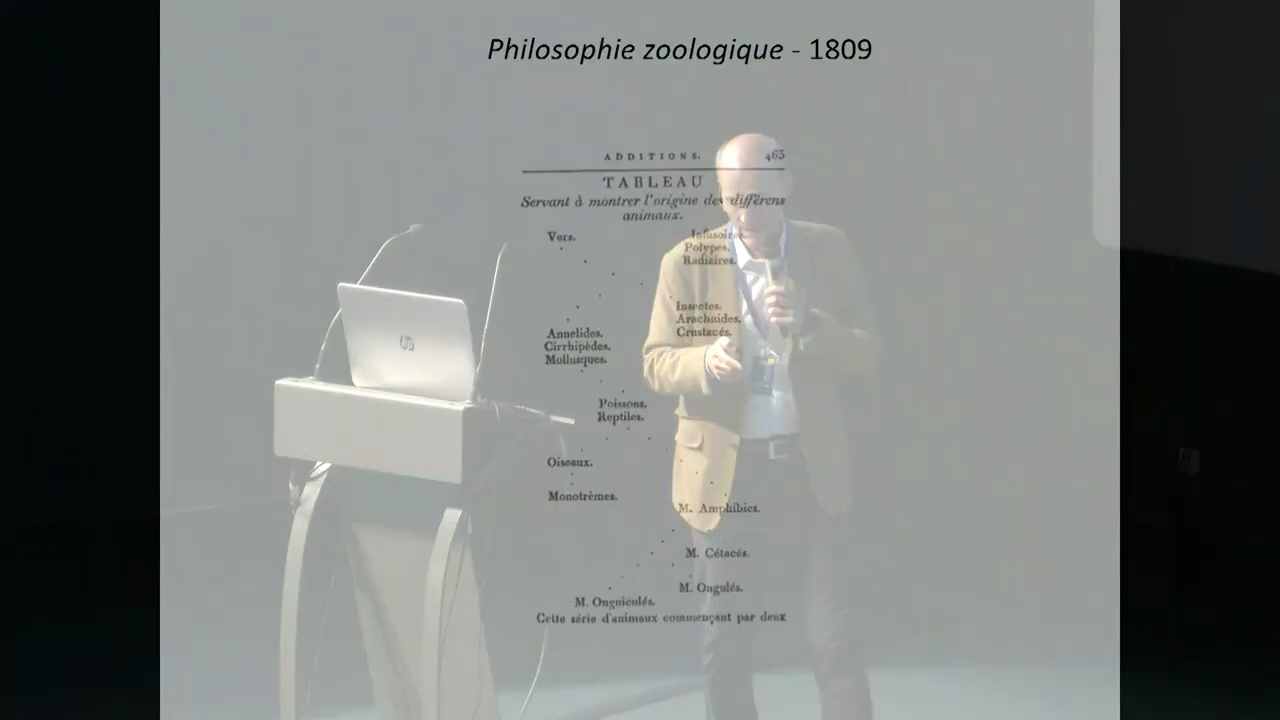 Philosophie zoologique - 1809
ADDITIONS. 463
TABLEAU
Servant à montrer l'origine des différens
animaux.
Vers. Infusoires.
Polypes.
Radiaires.
Insectes.
Arachnides.
Crustacés.
Annelides.
Cirrhipèdes.
Mollusques.
Poissons.
Reptiles.
Oiseaux.
Monotrèmes.
M. Amphibies.
M. Cétacés.
M. Ongulés.
M. Onguiculés.
Cette série d'animaux commençant par deux
hp